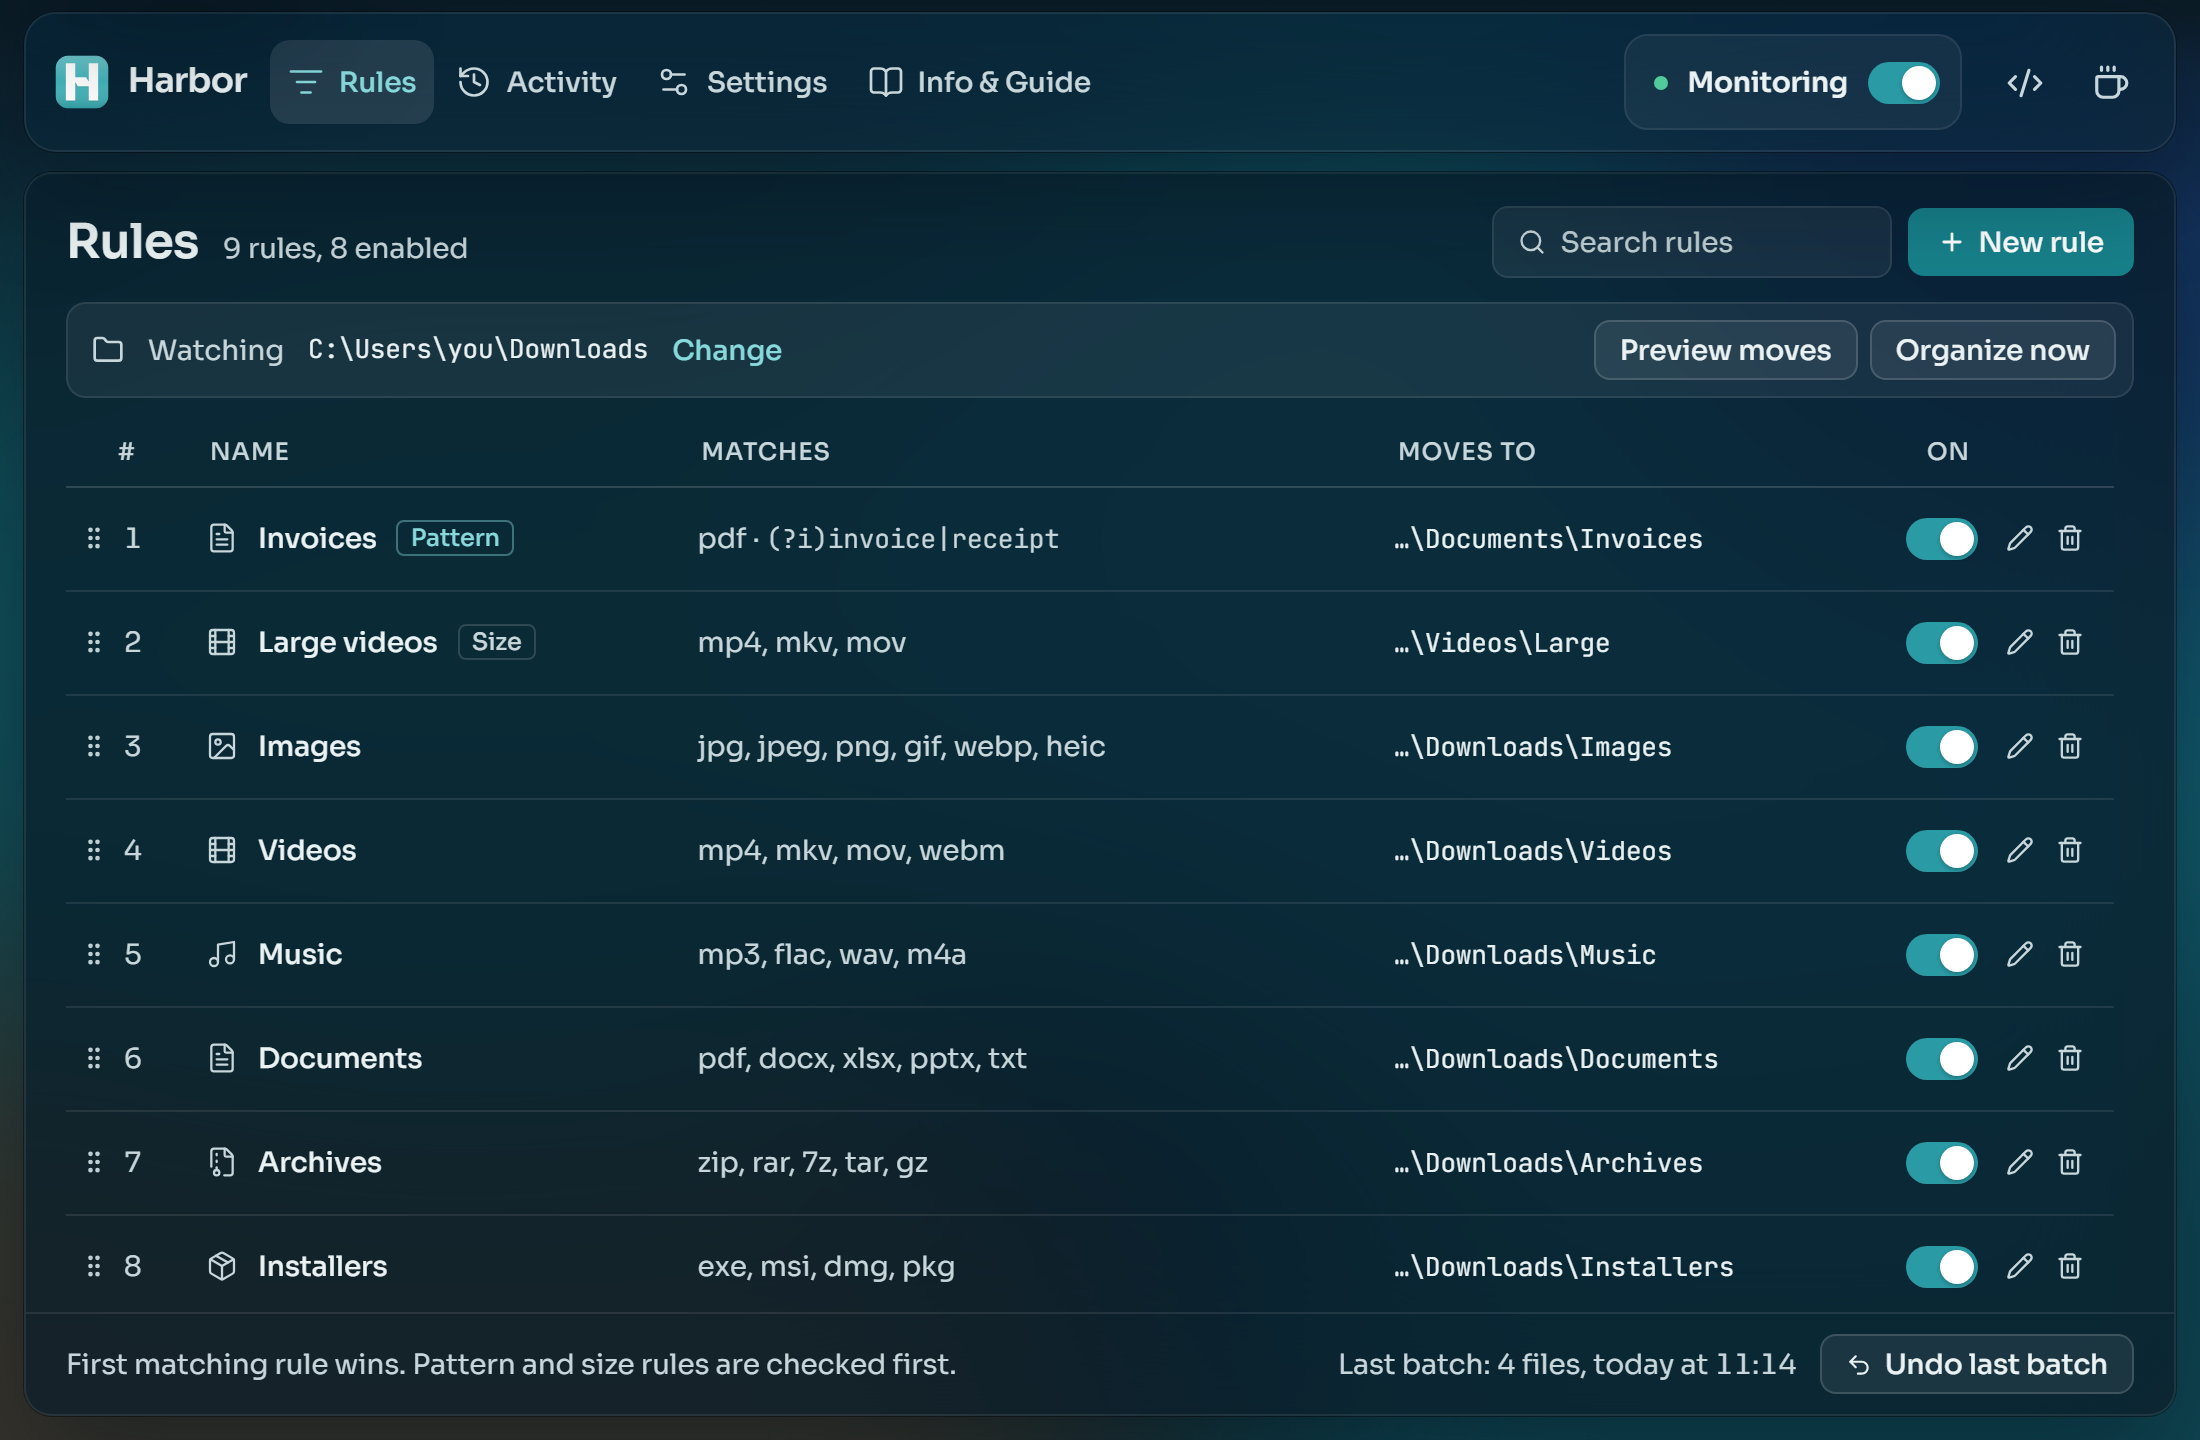 Harbor Rules Activity Settings Info & Guide Monitoring
Rules 9 rules, 8 enabled Search rules + New rule
Watching C:\Users\you\Downloads Change Preview moves Organize now
# NAME MATCHES MOVES TO ON
1 Invoices Pattern pdf · (?i)invoice|receipt …\Documents\Invoices
2 Large videos Size mp4, mkv, mov …\Videos\Large
3 Images jpg, jpeg, png, gif, webp, heic …\Downloads\Images
4 Videos mp4, mkv, mov, webm …\Downloads\Videos
5 Music mp3, flac, wav, m4a …\Downloads\Music
6 Documents pdf, docx, xlsx, pptx, txt …\Downloads\Documents
7 Archives zip, rar, 7z, tar, gz …\Downloads\Archives
8 Installers exe, msi, dmg, pkg …\Downloads\Installers
First matching rule wins. Pattern and size rules are checked first. Last batch: 4 files, today at 11:14 Undo last batch